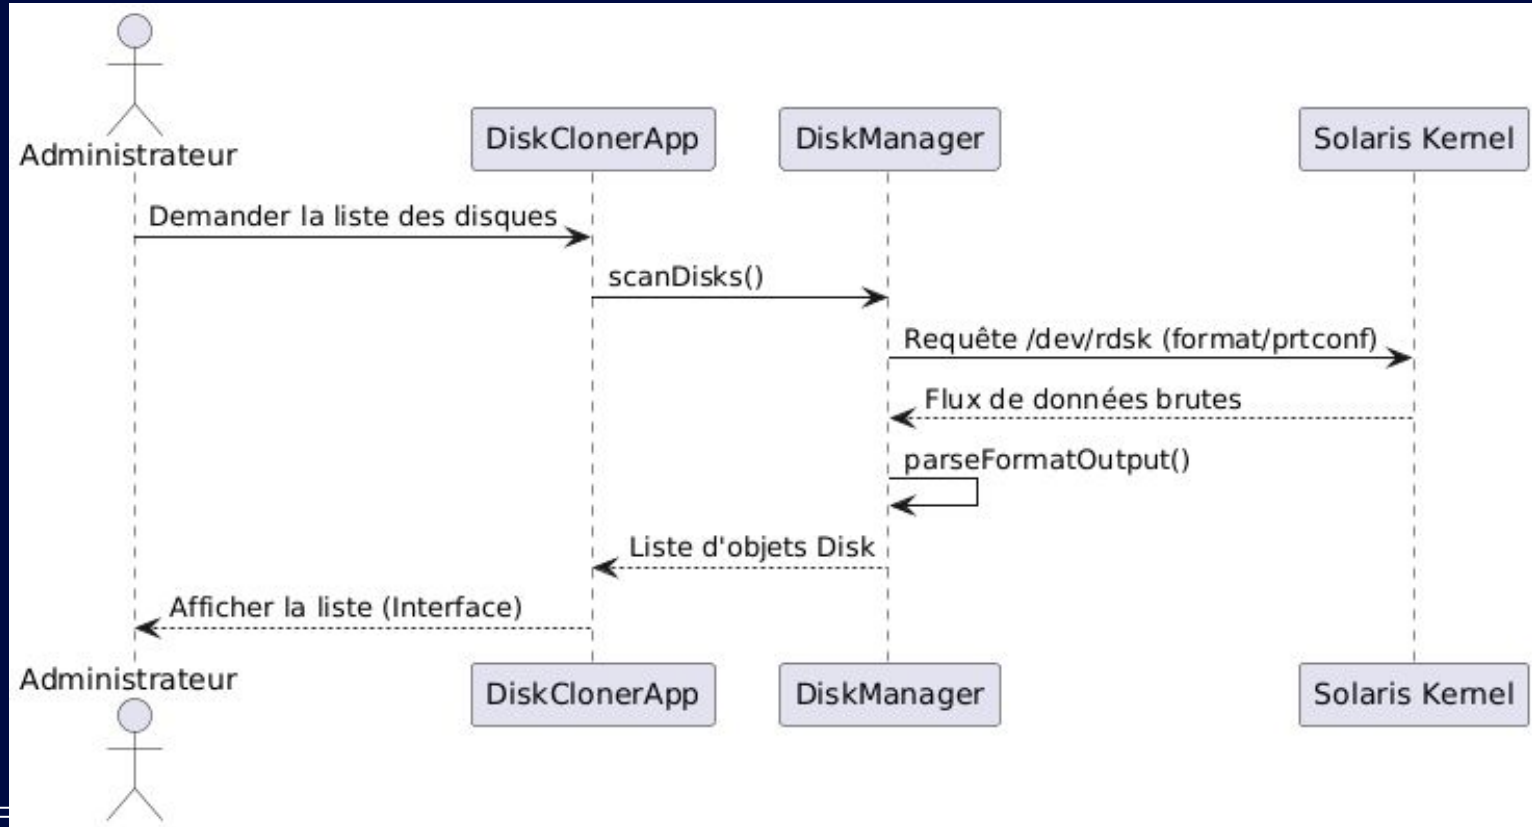 Administrateur
DiskClonerApp
DiskManager
Solaris Kernel
Demander la liste des disques
scanDisks()
Requête /dev/rdsk (format/prtconf)
Flux de données brutes
parseFormatOutput()
Liste d'objets Disk
Afficher la liste (Interface)
Administrateur
DiskClonerApp
DiskManager
Solaris Kernel